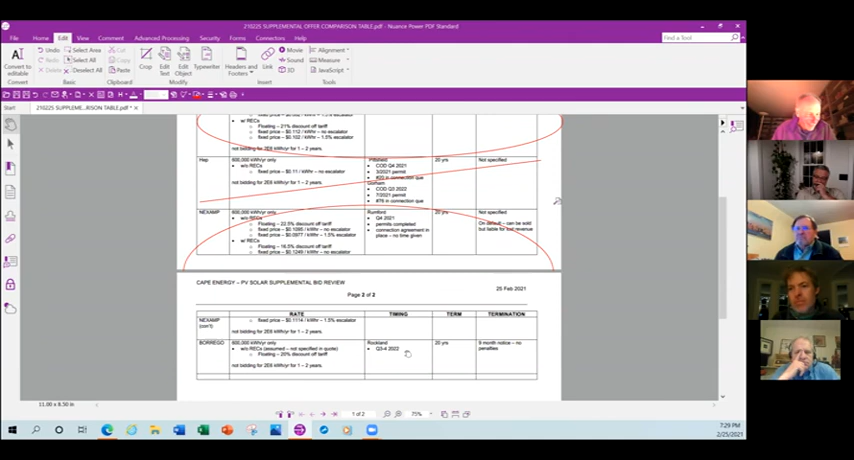 210225 SUPPLEMENTAL OFFER COMPARISON TABLE.pdf - Nuance Power PDF Standard
File Home Edit View Comment Advanced Processing Forms Connectors Security Help
Find a Tool
Undo Select Area Cut
Redo Select All Copy
Delete Deselect All Paste
Convert to editable
Crop
Edit Text
Edit Object
Typewriter
Headers and Footers
Link
Movie
Sound
3D
Alignment
Measure
JavaScript
Convert Basic Modify Insert Tools
Start 210225 SUPPLEME...RISON TABLE.pdf *
w/ RECs
Floating – 21% discount off tariff
fixed price – $0.112 / kWhr – no escalator
fixed price – $0.102 / kWhr – 1.5% escalator
not bidding for 2E6 kWhr/yr for 1 – 2 years.
Hep
600,000 kWhr/yr only
w/o RECs
fixed price – $0.11 / kWhr – no escalator
not bidding for 2E6 kWhr/yr for 1 – 2 years.
Pittsfield
COD Q4 2021
3/2021 permit
#20 in connection que
Gorham
COD Q3 2022
7/2021 permit
#76 in connection que
20 yrs
Not specified
NEXAMP
600,000 kWhr/yr only
w/o RECs
Floating – 22.5% discount off tariff
fixed price – $0.1095 / kWhr – no escalator
fixed price – $0.0977 / kWhr – 1.5% escalator
w/ RECs
Floating – 16.5% discount off tariff
fixed price – $0.1249 / kWhr – no escalator
Rumford
Q4 2021
permits completed
connection agreement in place – no time given
20 yrs
Not specified
On default – can be sold but liable for lost revenue
CAPE ENERGY – PV SOLAR SUPPLEMENTAL BID REVIEW
25 Feb 2021
Page 2 of 2
RATE TIMING TERM TERMINATION
NEXAMP (con't)
fixed price – $0.1114 / kWhr – 1.5% escalator
not bidding for 2E6 kWhr/yr for 1 – 2 years.
BORREGO
600,000 kWhr/yr only
w/o RECs (assumed – not specified in quote)
Floating – 20% discount off tariff
not bidding for 2E6 kWhr/yr for 1 – 2 years.
Rockland
Q3-4 2022
20 yrs
9 month notice – no penalties
11.00 x 8.50 in
1 of 2
75%
7:29 PM
2/25/2021